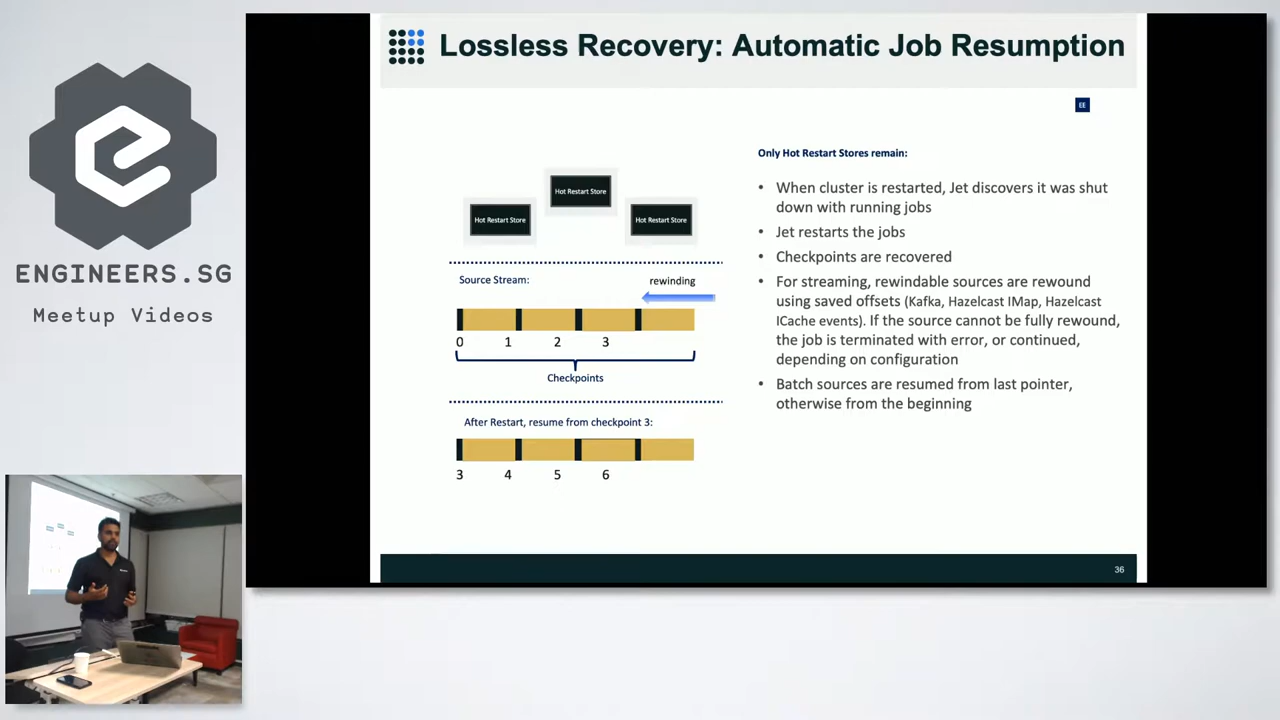 ENGINEERS.SG
Meetup Videos
Lossless Recovery: Automatic Job Resumption
EE
Hot Restart Store
Hot Restart Store
Hot Restart Store
Source Stream:
rewinding
0 1 2 3
Checkpoints
After Restart, resume from checkpoint 3:
3 4 5 6
Only Hot Restart Stores remain:
• When cluster is restarted, Jet discovers it was shut
down with running jobs
• Jet restarts the jobs
• Checkpoints are recovered
• For streaming, rewindable sources are rewound
using saved offsets (Kafka, Hazelcast IMap, Hazelcast
ICache events). If the source cannot be fully rewound,
the job is terminated with error, or continued,
depending on configuration
• Batch sources are resumed from last pointer,
otherwise from the beginning
36